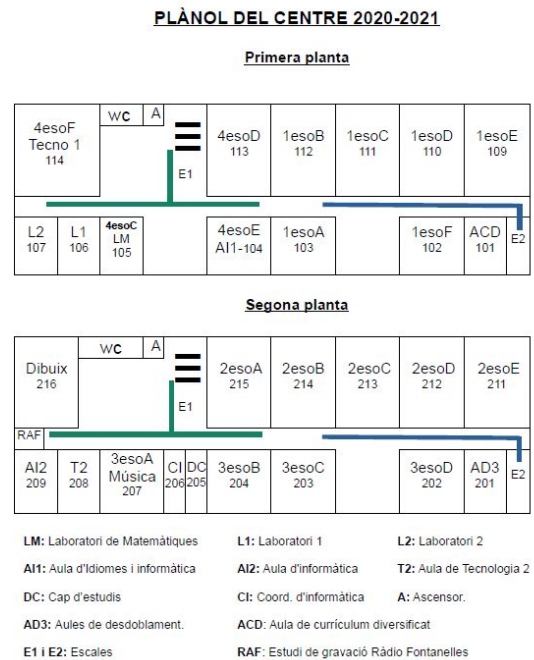 PLÀNOL DEL CENTRE 2020-2021
Primera planta
4esoF
Tecno 1
114
WC
A
E1
4esoD
113
1esoB
112
1esoC
111
1esoD
110
1esoE
109
L2
107
L1
106
4esoC
LM
105
4esoE
AI1-104
1esoA
103
1esoF
102
ACD
101
E2
Segona planta
Dibuix
216
WC
A
E1
2esoA
215
2esoB
214
2esoC
213
2esoD
212
2esoE
211
RAF
AI2
209
T2
208
3esoA
Música
207
CI
206
DC
205
3esoB
204
3esoC
203
3esoD
202
AD3
201
E2
LM: Laboratori de Matemàtiques
L1: Laboratori 1
L2: Laboratori 2
AI1: Aula d'Idiomes i informàtica
AI2: Aula d'informàtica
T2: Aula de Tecnologia 2
DC: Cap d'estudis
CI: Coord. d'informàtica
A: Ascensor.
AD3: Aules de desdoblament.
ACD: Aula de currículum diversificat
E1 i E2: Escales
RAF: Estudi de gravació Ràdio Fontanelles